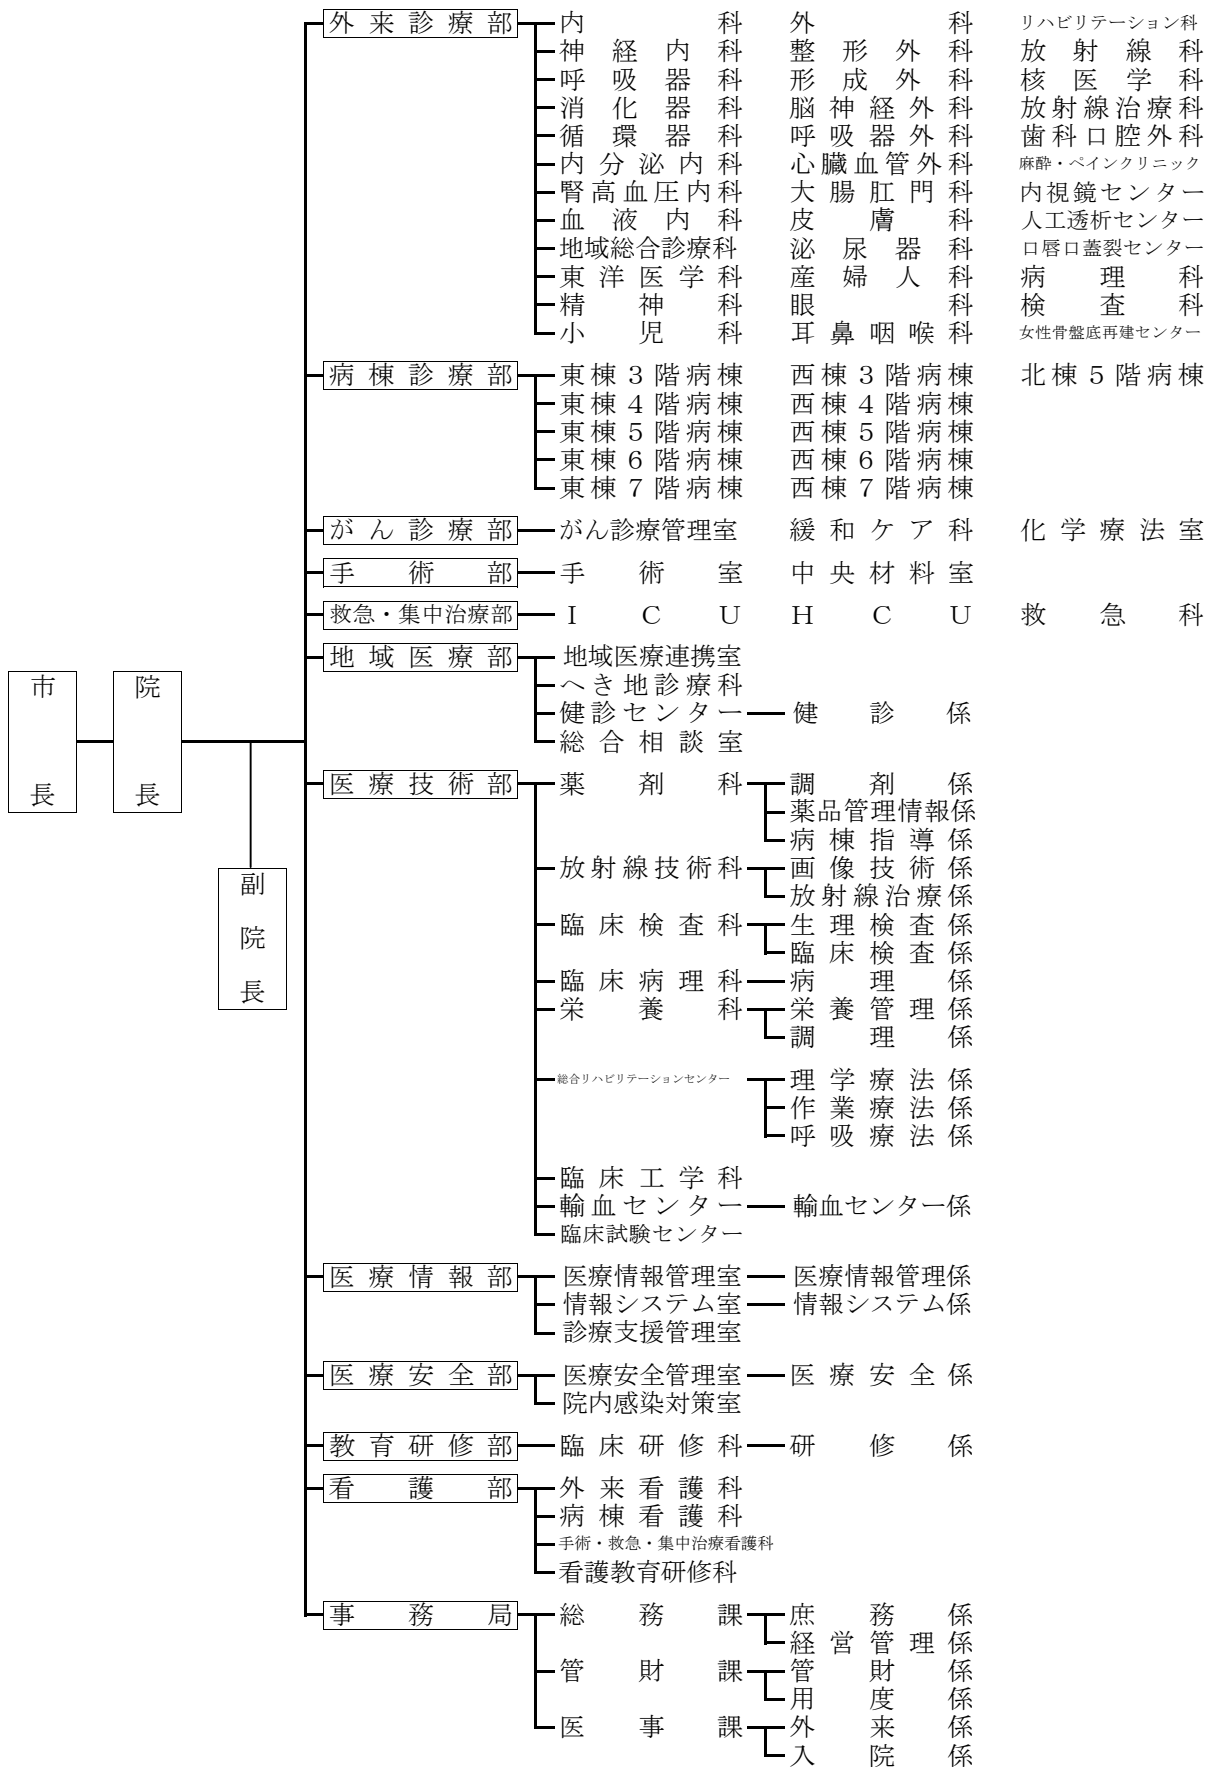 外来診療部 内科 外科 リハビリテーション科
神経内科 整形外科 放射線科
呼吸器科 形成外科 核医学科
消化器科 脳神経外科 放射線治療科
循環器科 呼吸器外科 歯科口腔外科
内分泌内科 心臓血管外科 麻酔・ペインクリニック
腎高血圧内科 大腸肛門科 内視鏡センター
血液内科 皮膚科 人工透析センター
地域総合診療科 泌尿器科 口唇口蓋裂センター
東洋医学科 産婦人科 病理科
精神科 眼科 検査科
小児科 耳鼻咽喉科 女性骨盤底再建センター
病棟診療部 東棟3階病棟 西棟3階病棟 北棟5階病棟
東棟4階病棟 西棟4階病棟
東棟5階病棟 西棟5階病棟
東棟6階病棟 西棟6階病棟
東棟7階病棟 西棟7階病棟
がん診療部 がん診療管理室 緩和ケア科 化学療法室
手術部 手術室 中央材料室
救急・集中治療部 ICU HCU 救急科
地域医療部 地域医療連携室
へき地診療科
健診センター 健診係
総合相談室
市長 院長
副院長
医療技術部 薬剤科 調剤係
薬品管理情報係
病棟指導係
放射線技術科 画像技術係
放射線治療係
臨床検査科 生理検査係
臨床検査係
臨床病理科 病理係
栄養科 栄養管理係
調理係
総合リハビリテーションセンター 理学療法係
作業療法係
呼吸療法係
臨床工学科
輸血センター 輸血センター係
臨床試験センター
医療情報部 医療情報管理室 医療情報管理係
情報システム室 情報システム係
診療支援管理室
医療安全部 医療安全管理室 医療安全係
院内感染対策室
教育研修部 臨床研修科 研修係
看護部 外来看護科
病棟看護科
手術・救急・集中治療看護科
看護教育研修科
事務局 総務課 庶務係
経営管理係
管財課 管財係
用度係
医事課 外来係
入院係